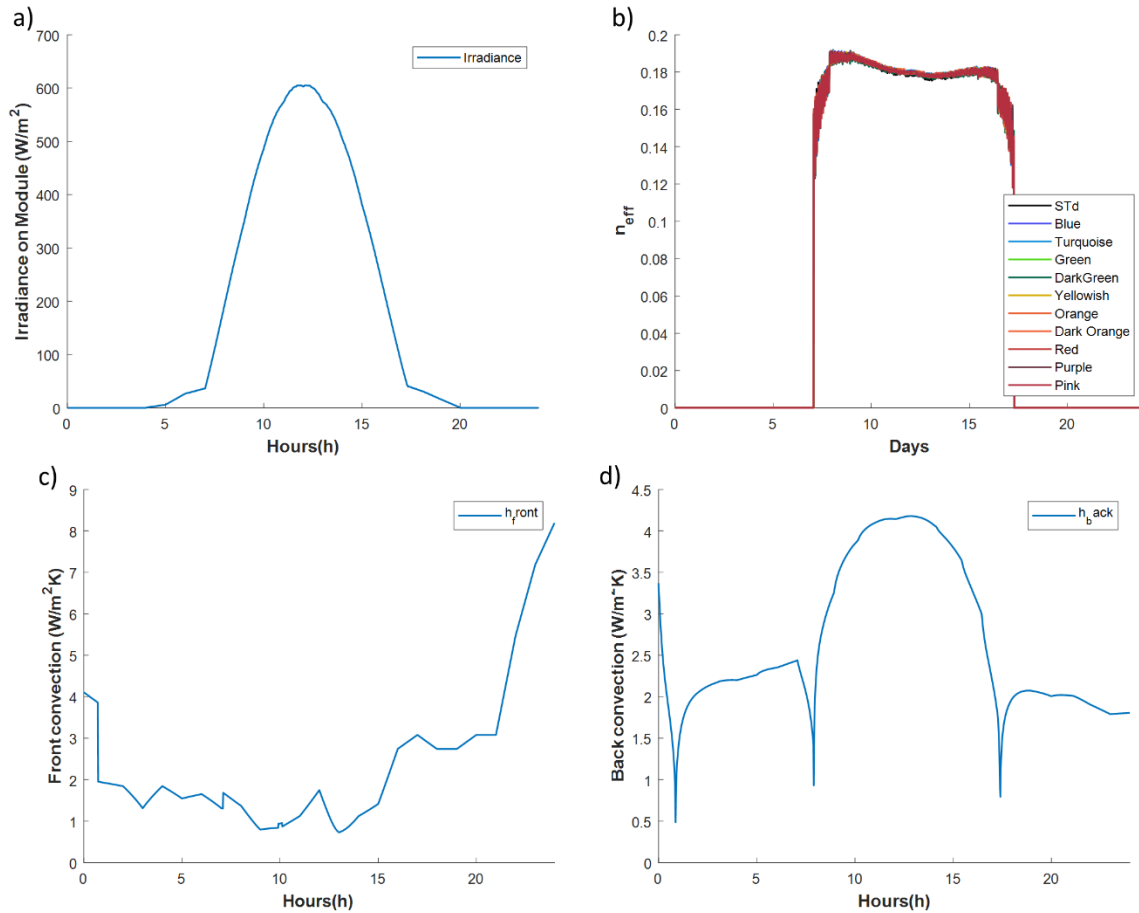 a)
700
600
500
400
300
200
100
0
Irradiance on Module (W/m²)
Irradiance
0 5 10 15 20
Hours(h)
b)
0.2
0.18
0.16
0.14
0.12
0.1
0.08
0.06
0.04
0.02
0
n_eff
STd
Blue
Turquoise
Green
DarkGreen
Yellowish
Orange
Dark Orange
Red
Purple
Pink
0 5 10 15 20
Days
c)
9
8
7
6
5
4
3
2
1
0
Front convection (W/m²K)
h_front
0 5 10 15 20
Hours(h)
d)
4.5
4
3.5
3
2.5
2
1.5
1
0.5
0
Back convection (W/m*K)
h_back
0 5 10 15 20
Hours(h)